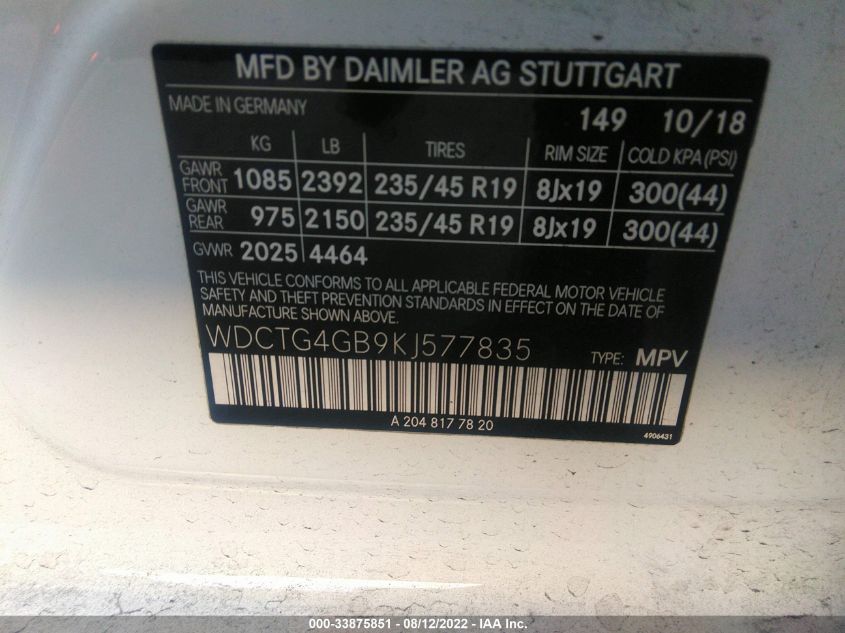 MFD BY DAIMLER AG STUTTGART
MADE IN GERMANY 149 10/18
KG LB TIRES RIM SIZE COLD KPA (PSI)
GAWR FRONT 1085 2392 235/45 R19 8Jx19 300(44)
GAWR REAR 975 2150 235/45 R19 8Jx19 300(44)
GVWR 2025 4464
THIS VEHICLE CONFORMS TO ALL APPLICABLE FEDERAL MOTOR VEHICLE
SAFETY AND THEFT PREVENTION STANDARDS IN EFFECT ON THE DATE OF
MANUFACTURE SHOWN ABOVE.
WDCTG4GB9KJ577835 TYPE: MPV
A 204 817 78 20
4906431
000-33875851 - 08/12/2022 - IAA Inc.